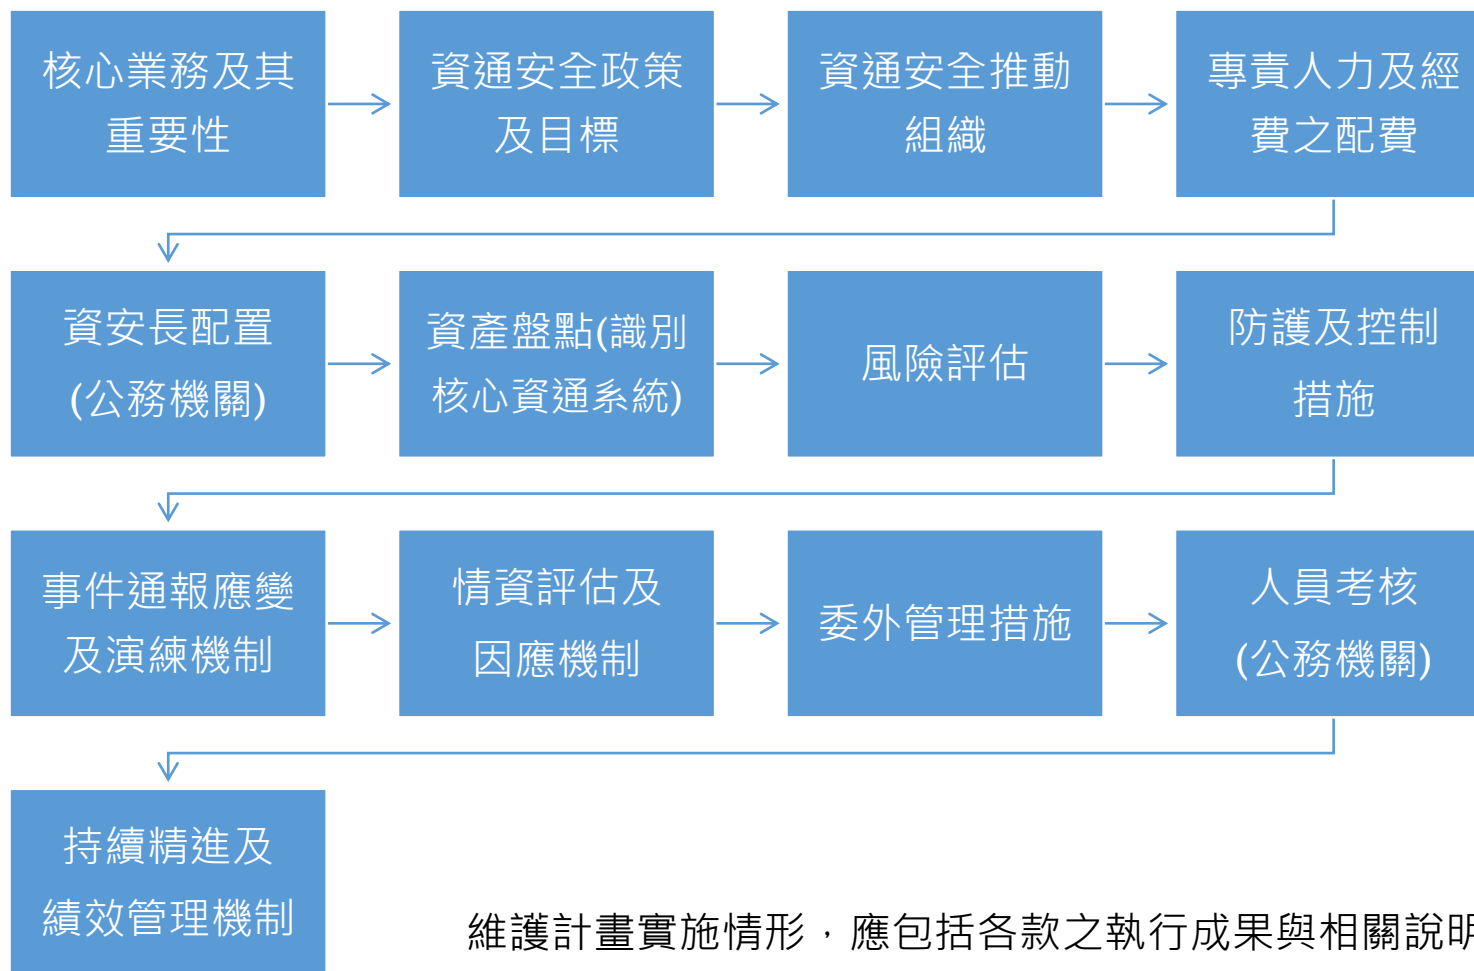 核心業務及其
重要性
資通安全政策
及目標
資通安全推動
組織
專責人力及經
費之配費
資安長配置
(公務機關)
資產盤點(識別
核心資通系統)
風險評估
防護及控制
措施
事件通報應變
及演練機制
情資評估及
因應機制
委外管理措施
人員考核
(公務機關)
持續精進及
績效管理機制
維護計畫實施情形，應包括各款之執行成果與相關說明